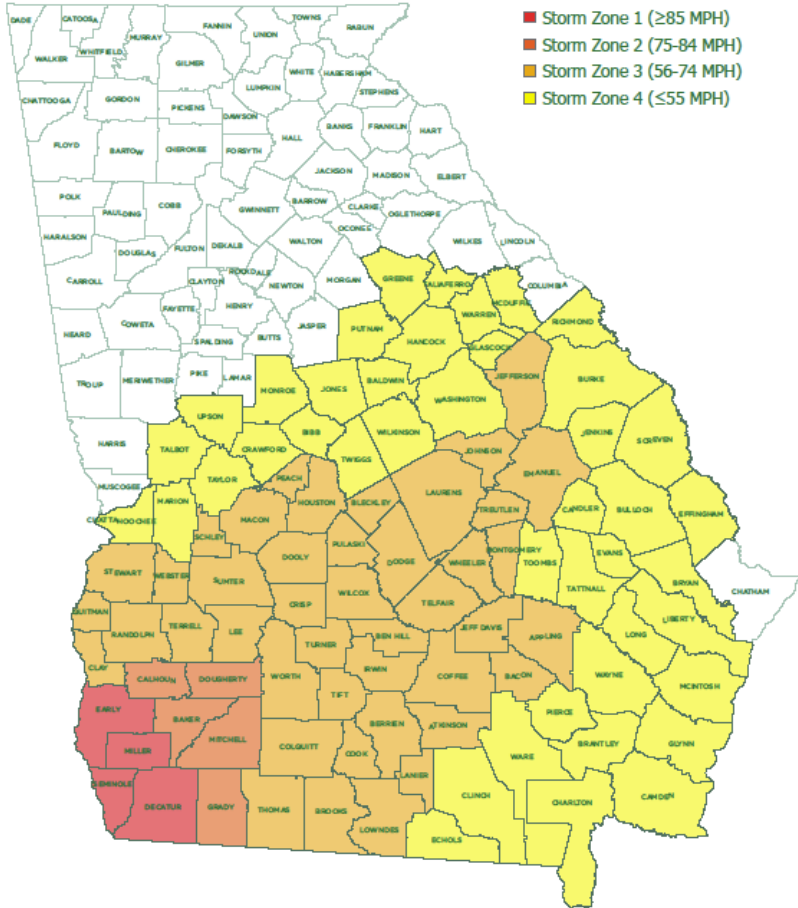 Storm Zone 1 (≥85 MPH)
Storm Zone 2 (75-84 MPH)
Storm Zone 3 (56-74 MPH)
Storm Zone 4 (≤55 MPH)
DADE
CATOOSA
WHITFIELD
MURRAY
FANNIN
UNION
TOWNS
RABUN
WALKER
GILMER
LUMPKIN
WHITE
HABERSHAM
STEPHENS
CHATTOOGA
GORDON
PICKENS
DAWSON
HALL
BANKS
FRANKLIN
HART
FLOYD
BARTOW
CHEROKEE
FORSYTH
JACKSON
MADISON
ELBERT
POLK
PAULDING
COBB
GWINNETT
BARROW
CLARKE
OGLETHORPE
OCONEE
HARALSON
DOUGLAS
FULTON
DEKALB
WALTON
WILKES
LINCOLN
CARROLL
CLAYTON
ROCKDALE
NEWTON
MORGAN
GREENE
TALIAFERRO
COLUMBIA
MCDUFFIE
WARREN
RICHMOND
HEARD
COWETA
FAYETTE
HENRY
SPALDING
BUTTS
JASPER
PUTNAM
HANCOCK
GLASCOCK
JEFFERSON
BURKE
TROUP
MERIWETHER
PIKE
LAMAR
MONROE
JONES
BALDWIN
WASHINGTON
UPSON
HARRIS
TALBOT
CRAWFORD
BIBB
TWIGGS
WILKINSON
JOHNSON
JENKINS
SCREVEN
MUSCOGEE
TAYLOR
PEACH
EMANUEL
CHATTAHOOCHEE
MARION
MACON
HOUSTON
BLECKLEY
LAURENS
TREUTLEN
CANDLER
BULLOCH
EFFINGHAM
SCHLEY
DOOLY
PULASKI
DODGE
WHEELER
MONTGOMERY
TOOMBS
EVANS
TATTNALL
BRYAN
CHATHAM
STEWART
WEBSTER
SUMTER
CRISP
WILCOX
TELFAIR
LIBERTY
QUITMAN
RANDOLPH
TERRELL
LEE
TURNER
BEN HILL
JEFF DAVIS
APPLING
LONG
CLAY
CALHOUN
DOUGHERTY
WORTH
IRWIN
TIFT
COFFEE
BACON
WAYNE
MCINTOSH
EARLY
BAKER
MITCHELL
COLQUITT
BERRIEN
ATKINSON
PIERCE
BRANTLEY
GLYNN
MILLER
COOK
LANIER
WARE
SEMINOLE
DECATUR
GRADY
THOMAS
BROOKS
LOWNDES
CLINCH
ECHOLS
CHARLTON
CAMDEN